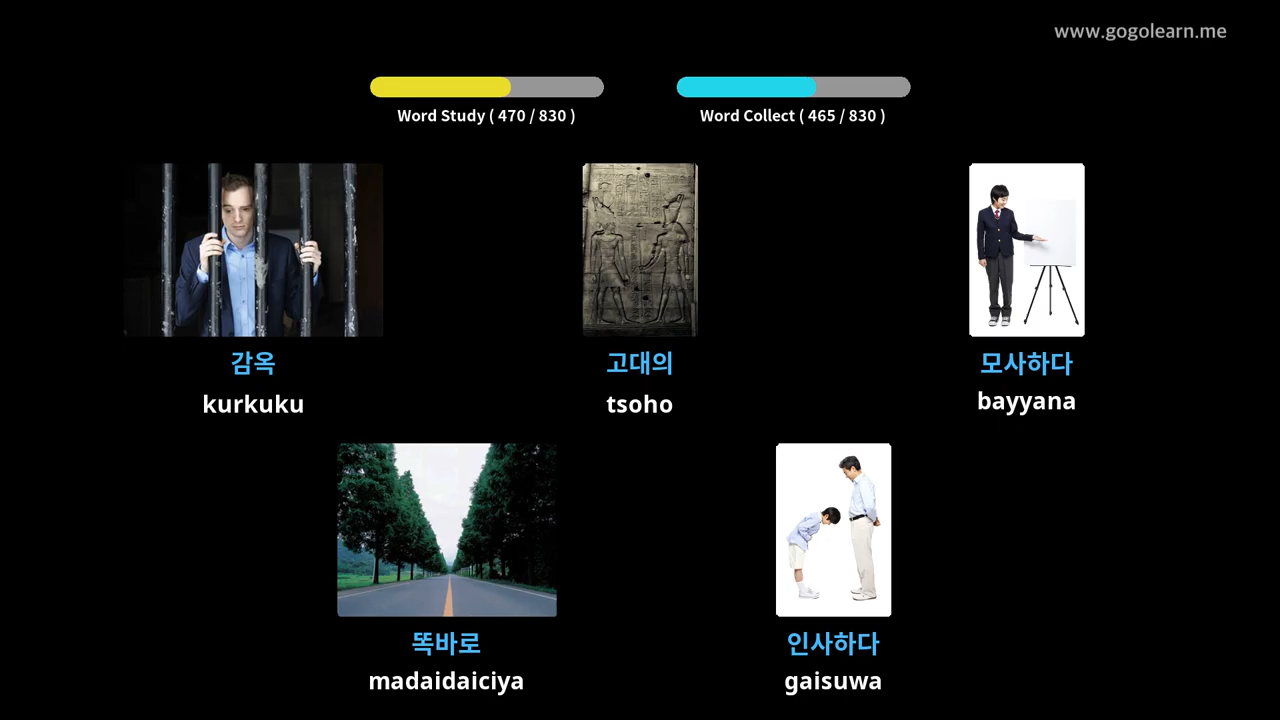 www.gogolearn.me
Word Study ( 470 / 830 )
Word Collect ( 465 / 830 )
감옥
kurkuku
고대의
tsoho
모사하다
bayyana
똑바로
madaidaiciya
인사하다
gaisuwa